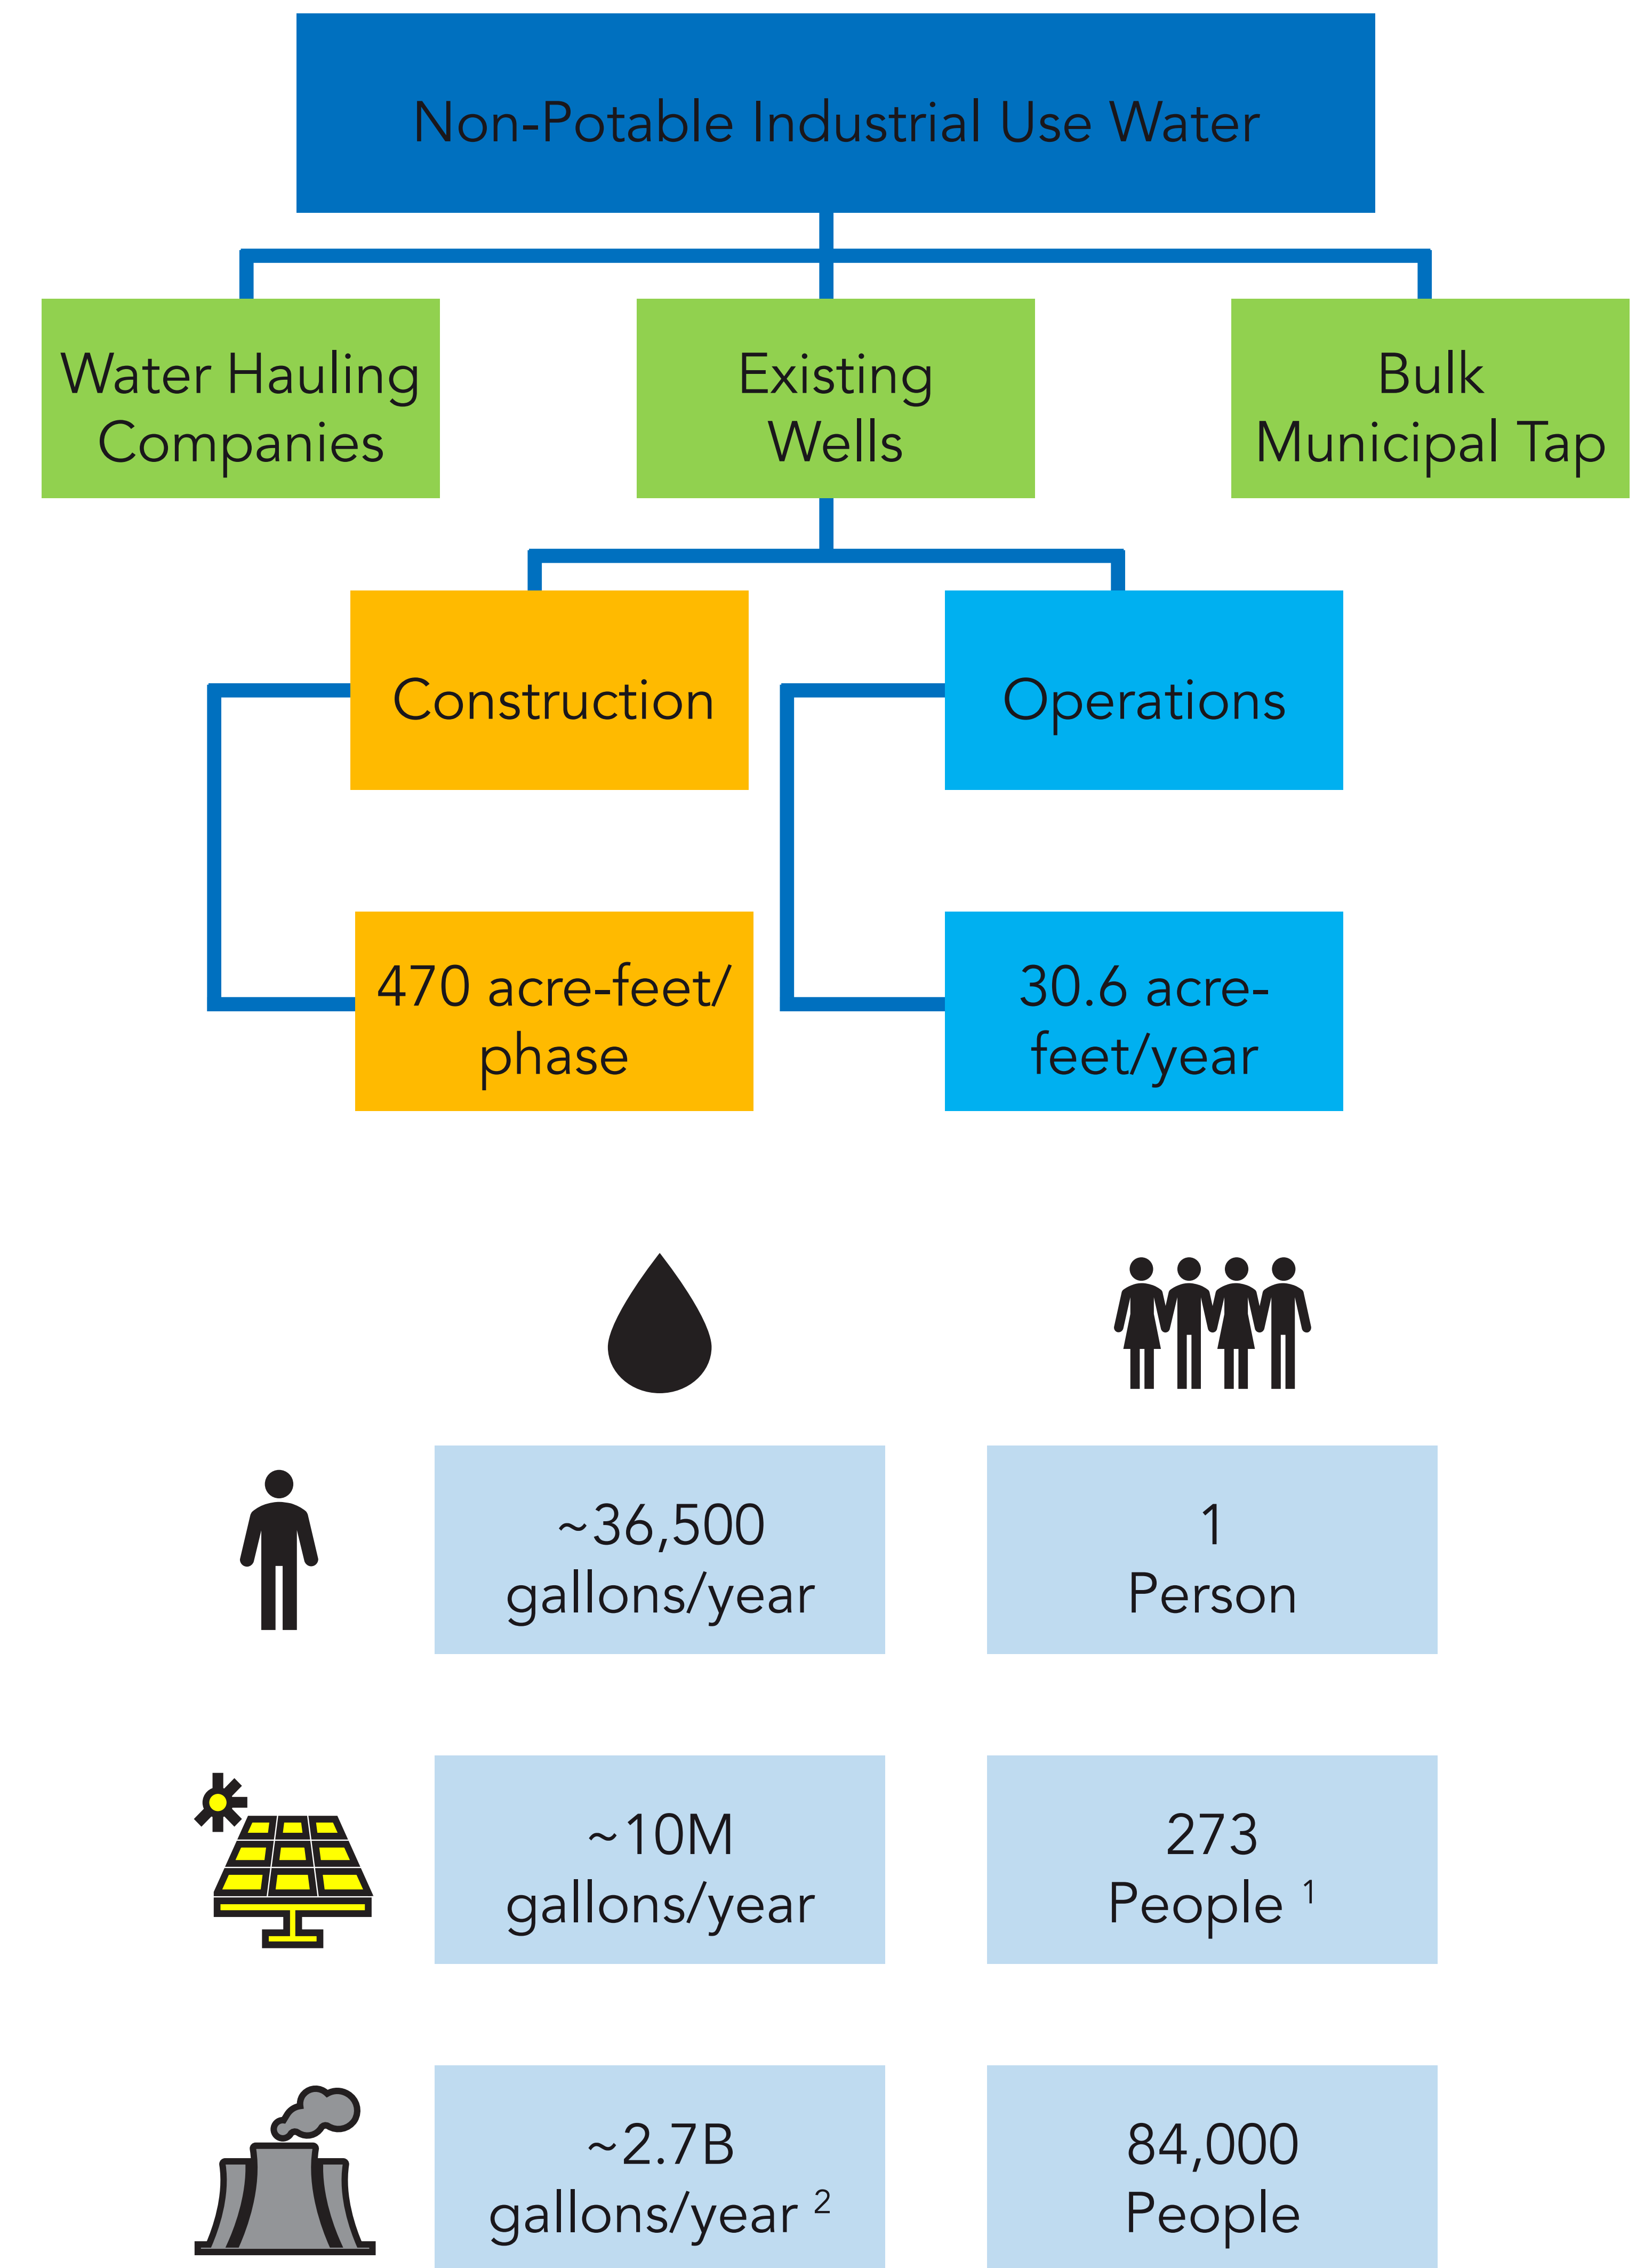 Non-Potable Industrial Use Water
Water Hauling
Companies
Existing
Wells
Bulk
Municipal Tap
Construction
Operations
470 acre-feet/
phase
30.6 acre-
feet/year
~36,500
gallons/year
1
Person
~10M
gallons/year
273
People 1
~2.7B
gallons/year 2
84,000
People